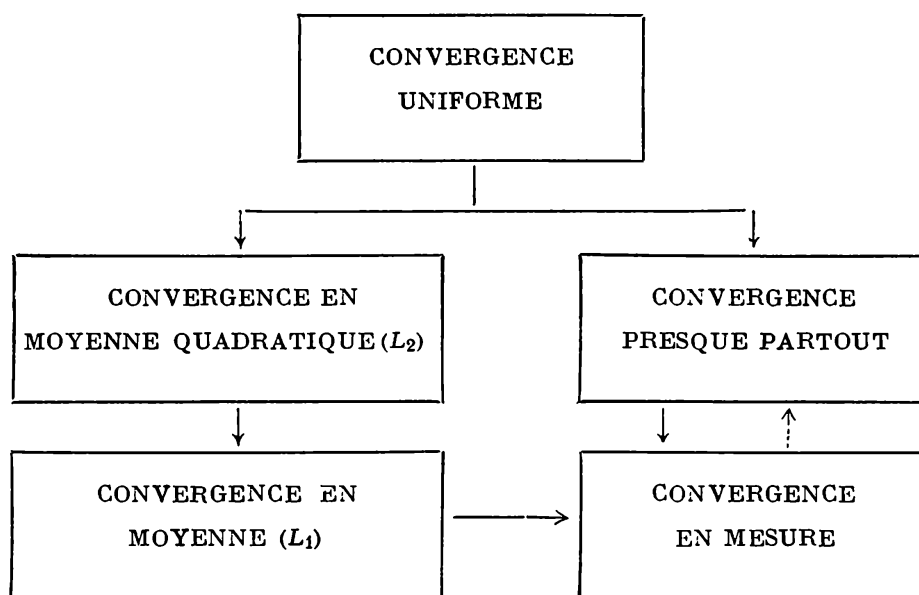 CONVERGENCE
UNIFORME
CONVERGENCE EN
MOYENNE QUADRATIQUE (L₂)
CONVERGENCE
PRESQUE PARTOUT
CONVERGENCE EN
MOYENNE (L₁)
CONVERGENCE
EN MESURE